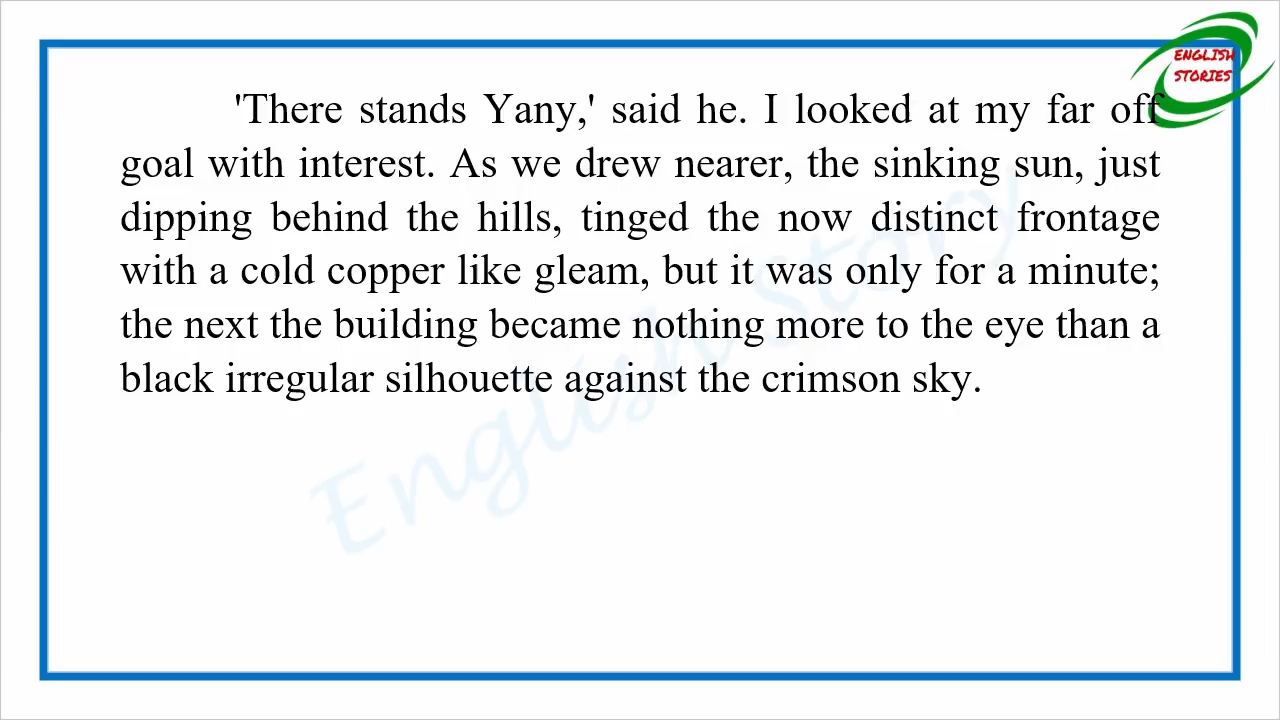 ENGLISH
STORIES
'There stands Yany,' said he. I looked at my far off
goal with interest. As we drew nearer, the sinking sun, just
dipping behind the hills, tinged the now distinct frontage
with a cold copper like gleam, but it was only for a minute;
the next the building became nothing more to the eye than a
black irregular silhouette against the crimson sky.
English Story